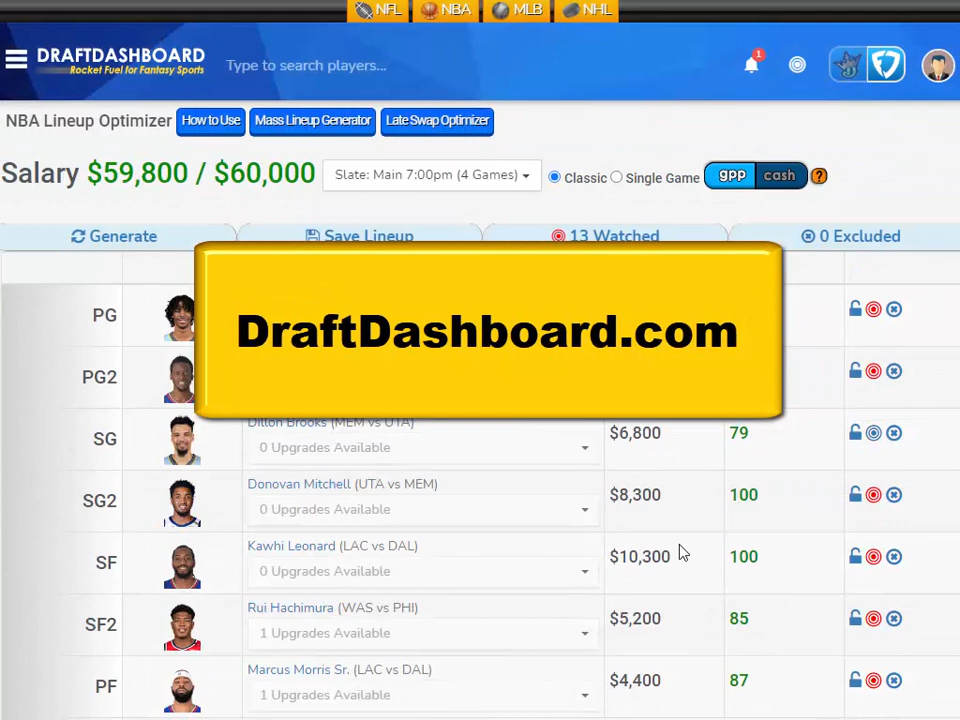 NFL NBA MLB NHL
DRAFTDASHBOARD
Rocket Fuel for Fantasy Sports
Type to search players...
1
NBA Lineup Optimizer How to Use Mass Lineup Generator Late Swap Optimizer
Salary $59,800 / $60,000 Slate: Main 7:00pm (4 Games) Classic Single Game gpp cash ?
Generate Save Lineup 13 Watched 0 Excluded
DraftDashboard.com
PG
PG2
SG Dillon Brooks (MEM vs UTA) $6,800 79
0 Upgrades Available
SG2 Donovan Mitchell (UTA vs MEM) $8,300 100
0 Upgrades Available
SF Kawhi Leonard (LAC vs DAL) $10,300 100
0 Upgrades Available
SF2 Rui Hachimura (WAS vs PHI) $5,200 85
1 Upgrades Available
PF Marcus Morris Sr. (LAC vs DAL) $4,400 87
1 Upgrades Available